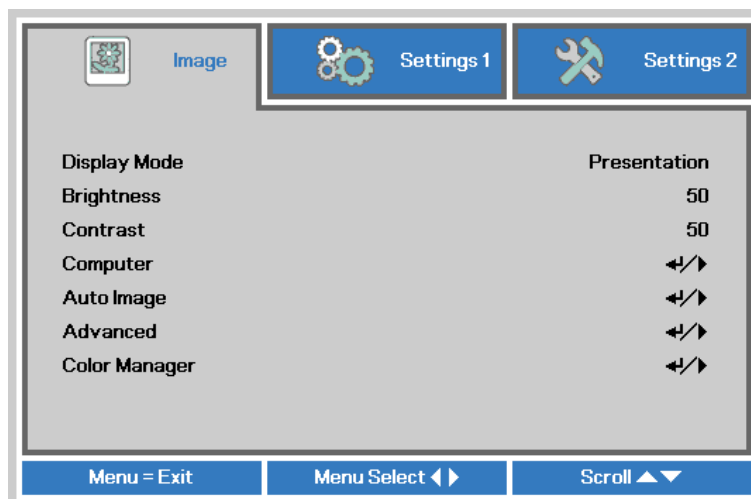 Image Settings 1 Settings 2
Display Mode Presentation
Brightness 50
Contrast 50
Computer ↵/▶
Auto Image ↵/▶
Advanced ↵/▶
Color Manager ↵/▶
Menu = Exit Menu Select ◀ ▶ Scroll ▲▼